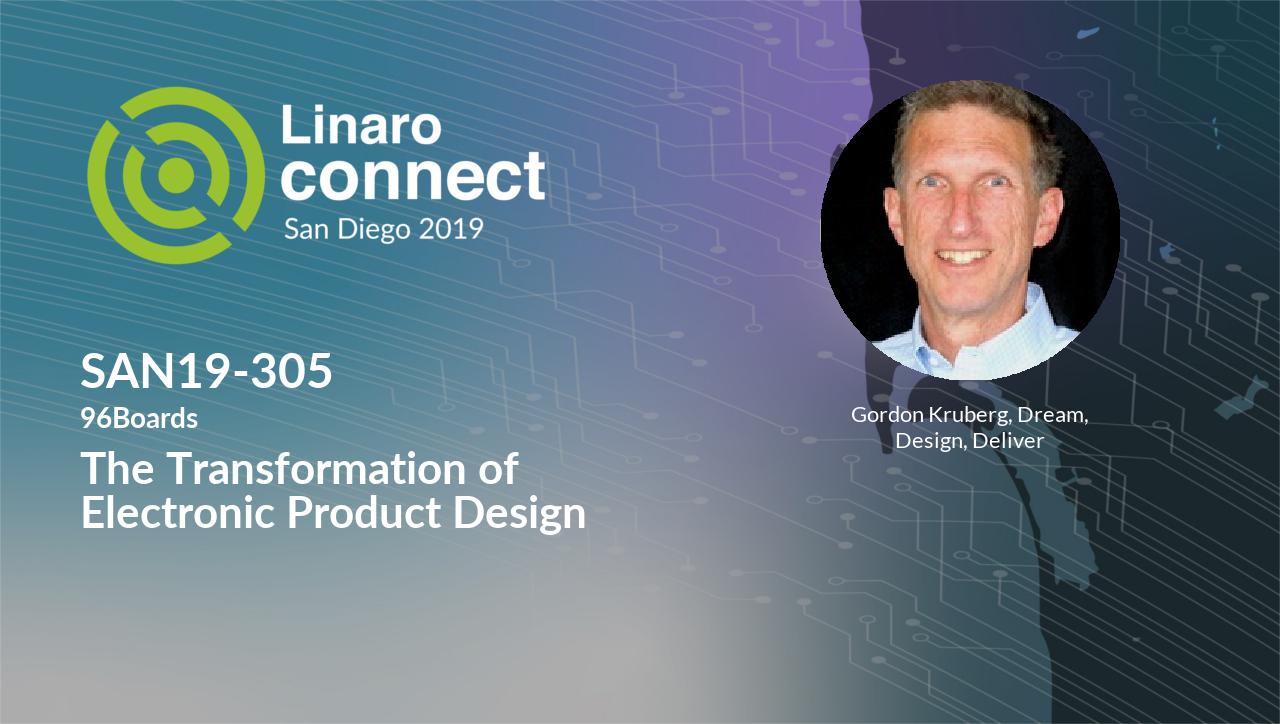 Linaro
connect
San Diego 2019
SAN19-305
96Boards
The Transformation of
Electronic Product Design
Gordon Kruberg, Dream,
Design, Deliver